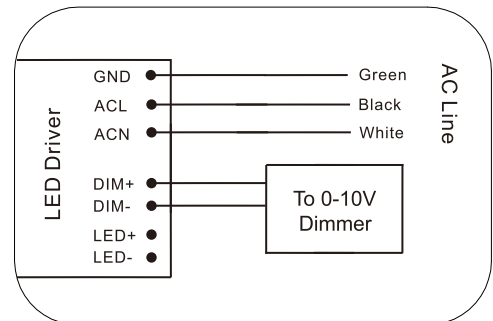 LED Driver
GND
ACL
ACN
DIM+
DIM-
LED+
LED-
Green
Black
White
AC Line
To 0-10V
Dimmer